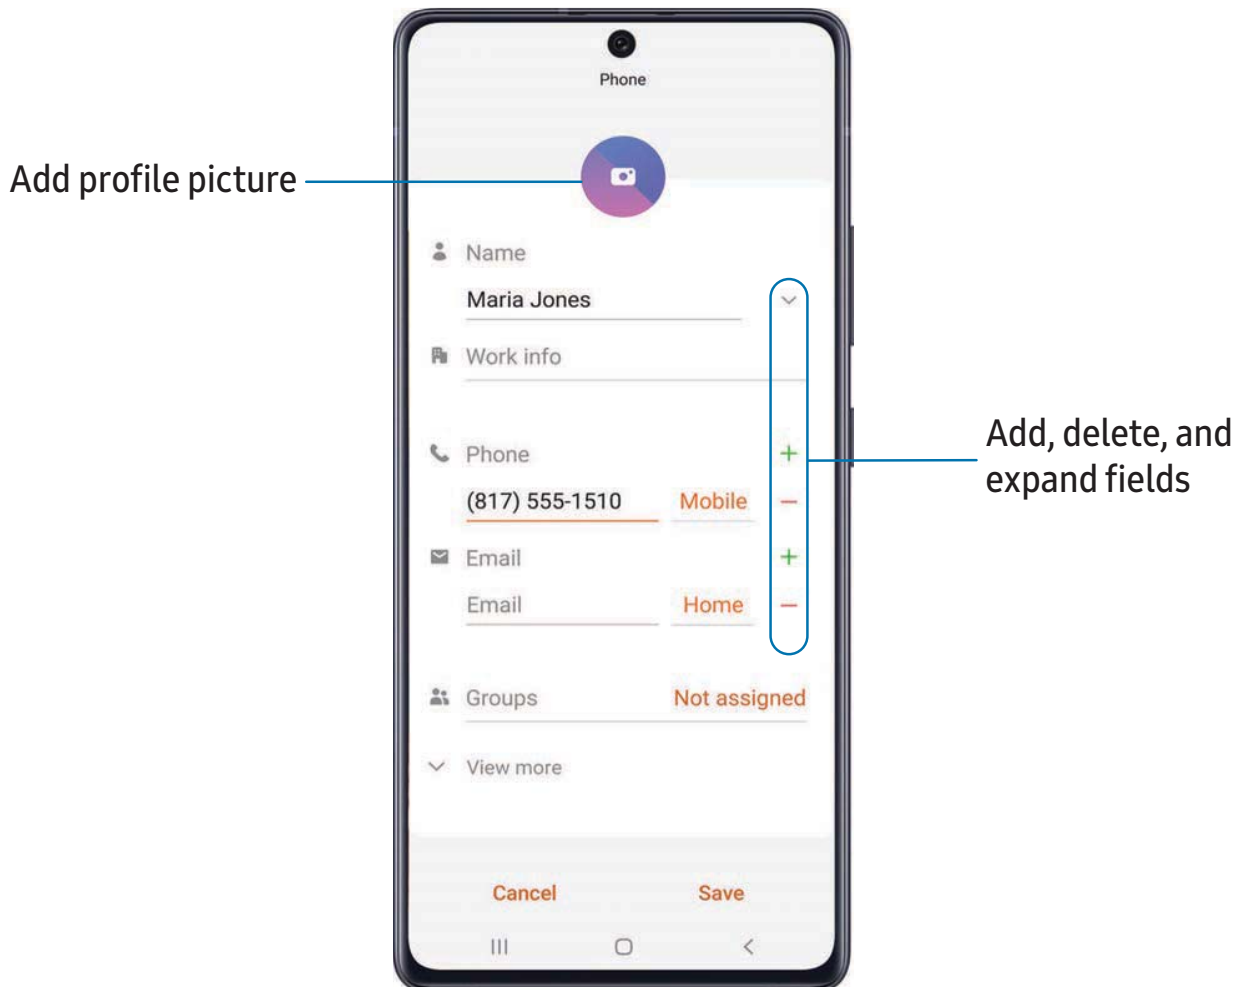 Phone
Add profile picture
Name
Maria Jones
Work info
Phone
(817) 555-1510 Mobile
Email
Email Home
Add, delete, and
expand fields
Groups Not assigned
View more
Cancel Save